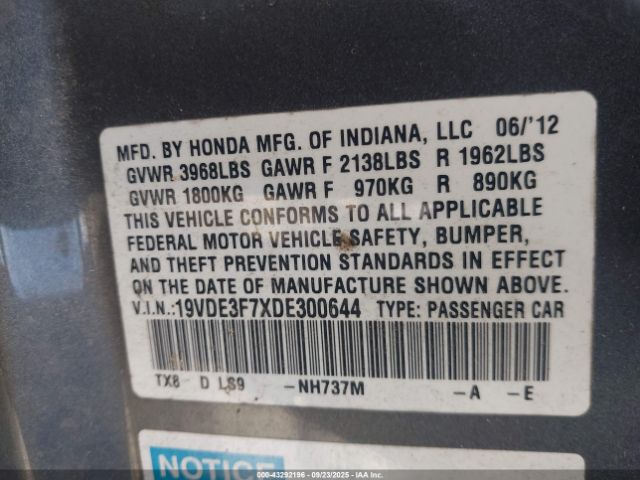 MFD. BY HONDA MFG. OF INDIANA, LLC 06/'12
GVWR 3968LBS GAWR F 2138LBS R 1962LBS
GVWR 1800KG GAWR F 970KG R 890KG
THIS VEHICLE CONFORMS TO ALL APPLICABLE
FEDERAL MOTOR VEHICLE SAFETY, BUMPER,
AND THEFT PREVENTION STANDARDS IN EFFECT
ON THE DATE OF MANUFACTURE SHOWN ABOVE.
V.I.N.:19VDE3F7XDE300644 TYPE: PASSENGER CAR
TX8 D LS9 -NH737M -A -E
NOTICE
000-43292196 - 09/23/2025 - IAAI.COM